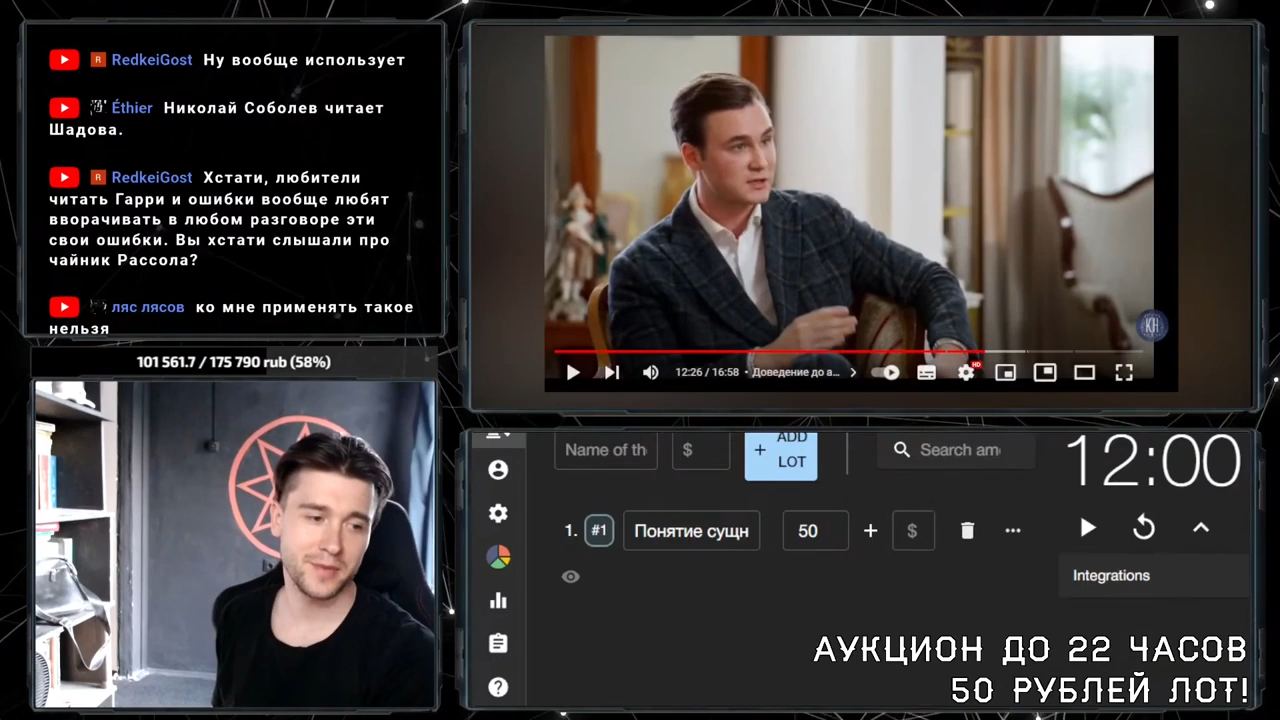 R RedkeiGost Ну вообще использует
Éthier Николай Соболев читает
Шадова.
R RedkeiGost Хстати, любители
читать Гарри и ошибки вообще любят
вворачивать в любом разговоре эти
свои ошибки. Вы хстати слышали про
чайник Рассола?
ляс лясов ко мне применять такое
нельзя
101 561.7 / 175 790 rub (58%)
КН
12:26 / 16:58 • Доведение до а...
HD
Name of th
$
+ ADD
LOT
Search am
12:00
1. #1 Понятие сущн 50 + $
Integrations
АУКЦИОН ДО 22 ЧАСОВ
50 РУБЛЕЙ ЛОТ!